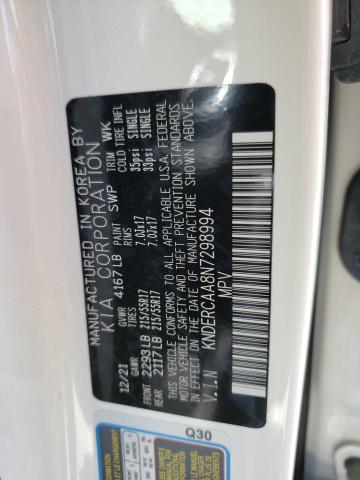 MANUFACTURED IN KOREA BY
KIA CORPORATION
GVWR PAINT TRIM
12/21 4167 LB SWP WK
GAWR COLD TIRE INFL
FRONT 2293 LB 215/55R17 7.0Jx17 35psi SINGLE
REAR 2117 LB 215/55R17 7.0Jx17 33psi SINGLE
THIS VEHICLE CONFORMS TO ALL APPLICABLE U.S.A. FEDERAL
MOTOR VEHICLE SAFETY AND THEFT PREVENTION STANDARDS
IN EFFECT ON THE DATE OF MANUFACTURE SHOWN ABOVE.
V.I.N KNDERCAA8N7298994
MPV
Q30